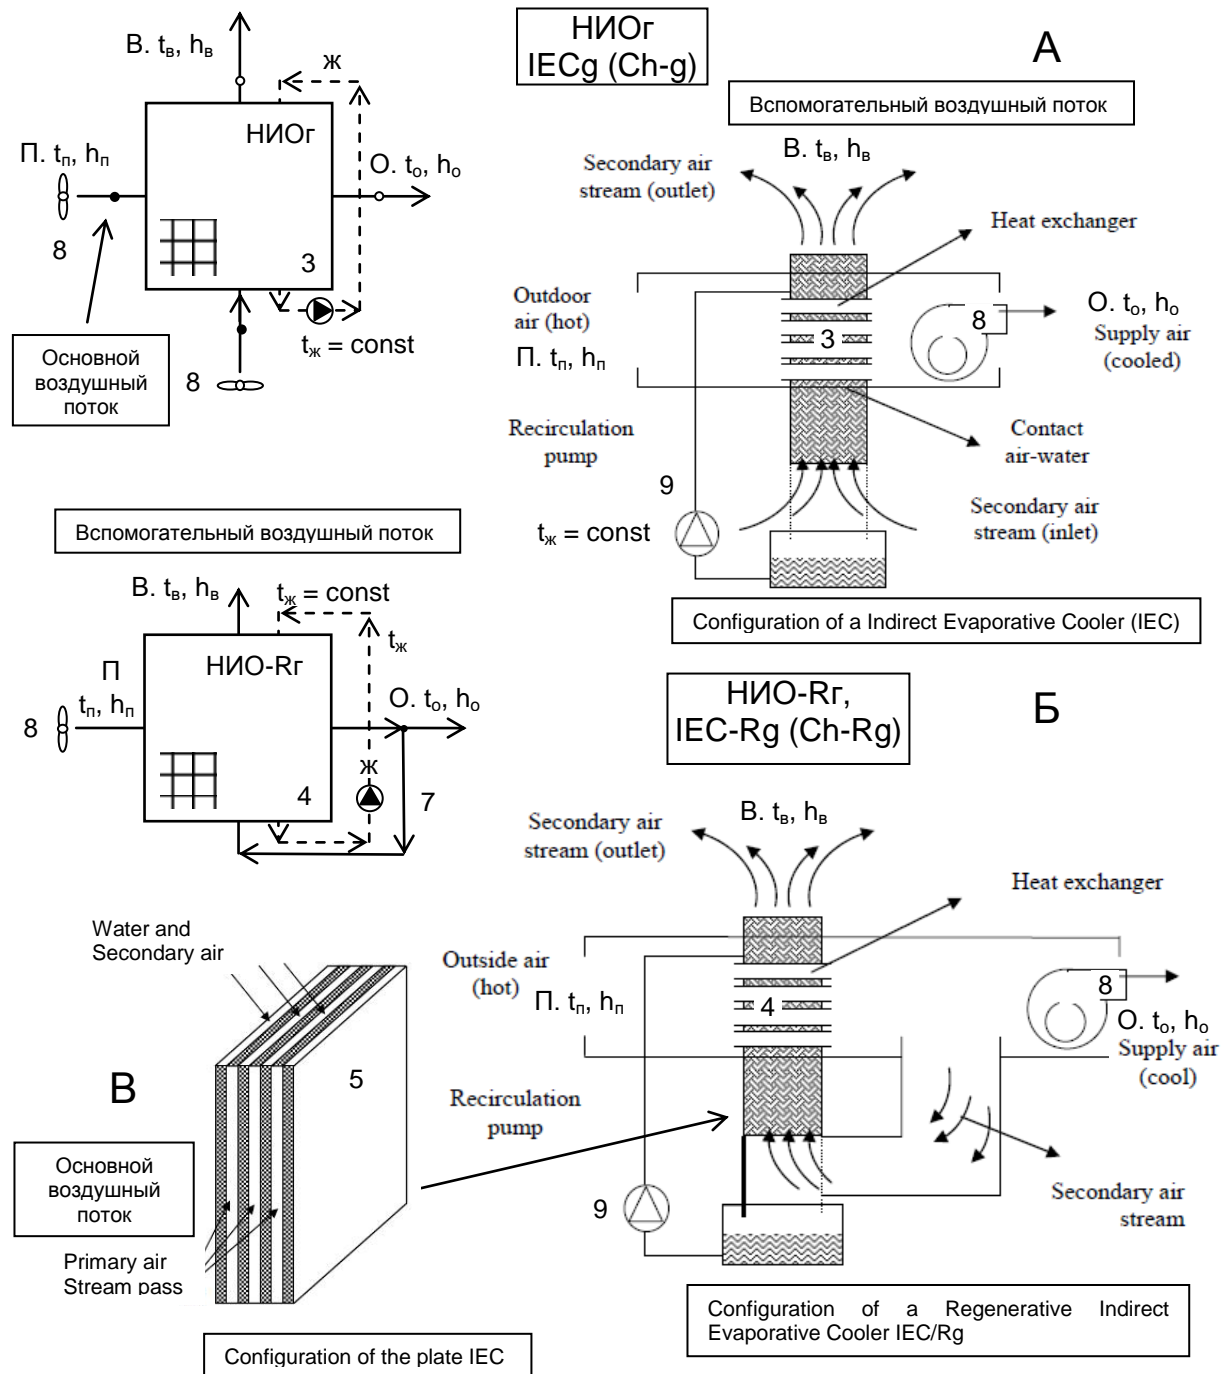 НИОг
IECg (Ch-g)
А
В. tв, hв
ж
НИОг
П. tп, hп
О. tо, hо
8
3
tж = const
Основной
воздушный
поток
8
Вспомогательный воздушный поток
Secondary air
stream (outlet)
В. tв, hв
Heat exchanger
Outdoor
air (hot)
П. tп, hп
3
8
О. tо, hо
Supply air
(cooled)
Recirculation
pump
Contact
air-water
9
tж = const
Secondary air
stream (inlet)
Configuration of a Indirect Evaporative Cooler (IEC)
Вспомогательный воздушный поток
В. tв, hв
tж = const
tж
НИО-Rг
П
tп, hп
О. tо, hо
8
ж
4
7
НИО-Rг,
IEC-Rg (Ch-Rg)
Б
Secondary air
stream (outlet)
В. tв, hв
Heat exchanger
Outside air
(hot)
П. tп, hп
4
8
О. tо, hо
Supply air
(cool)
Recirculation
pump
9
Secondary air
stream
Configuration of a Regenerative Indirect
Evaporative Cooler IEC/Rg
Water and
Secondary air
5
В
Основной
воздушный
поток
Primary air
Stream pass
Configuration of the plate IEC